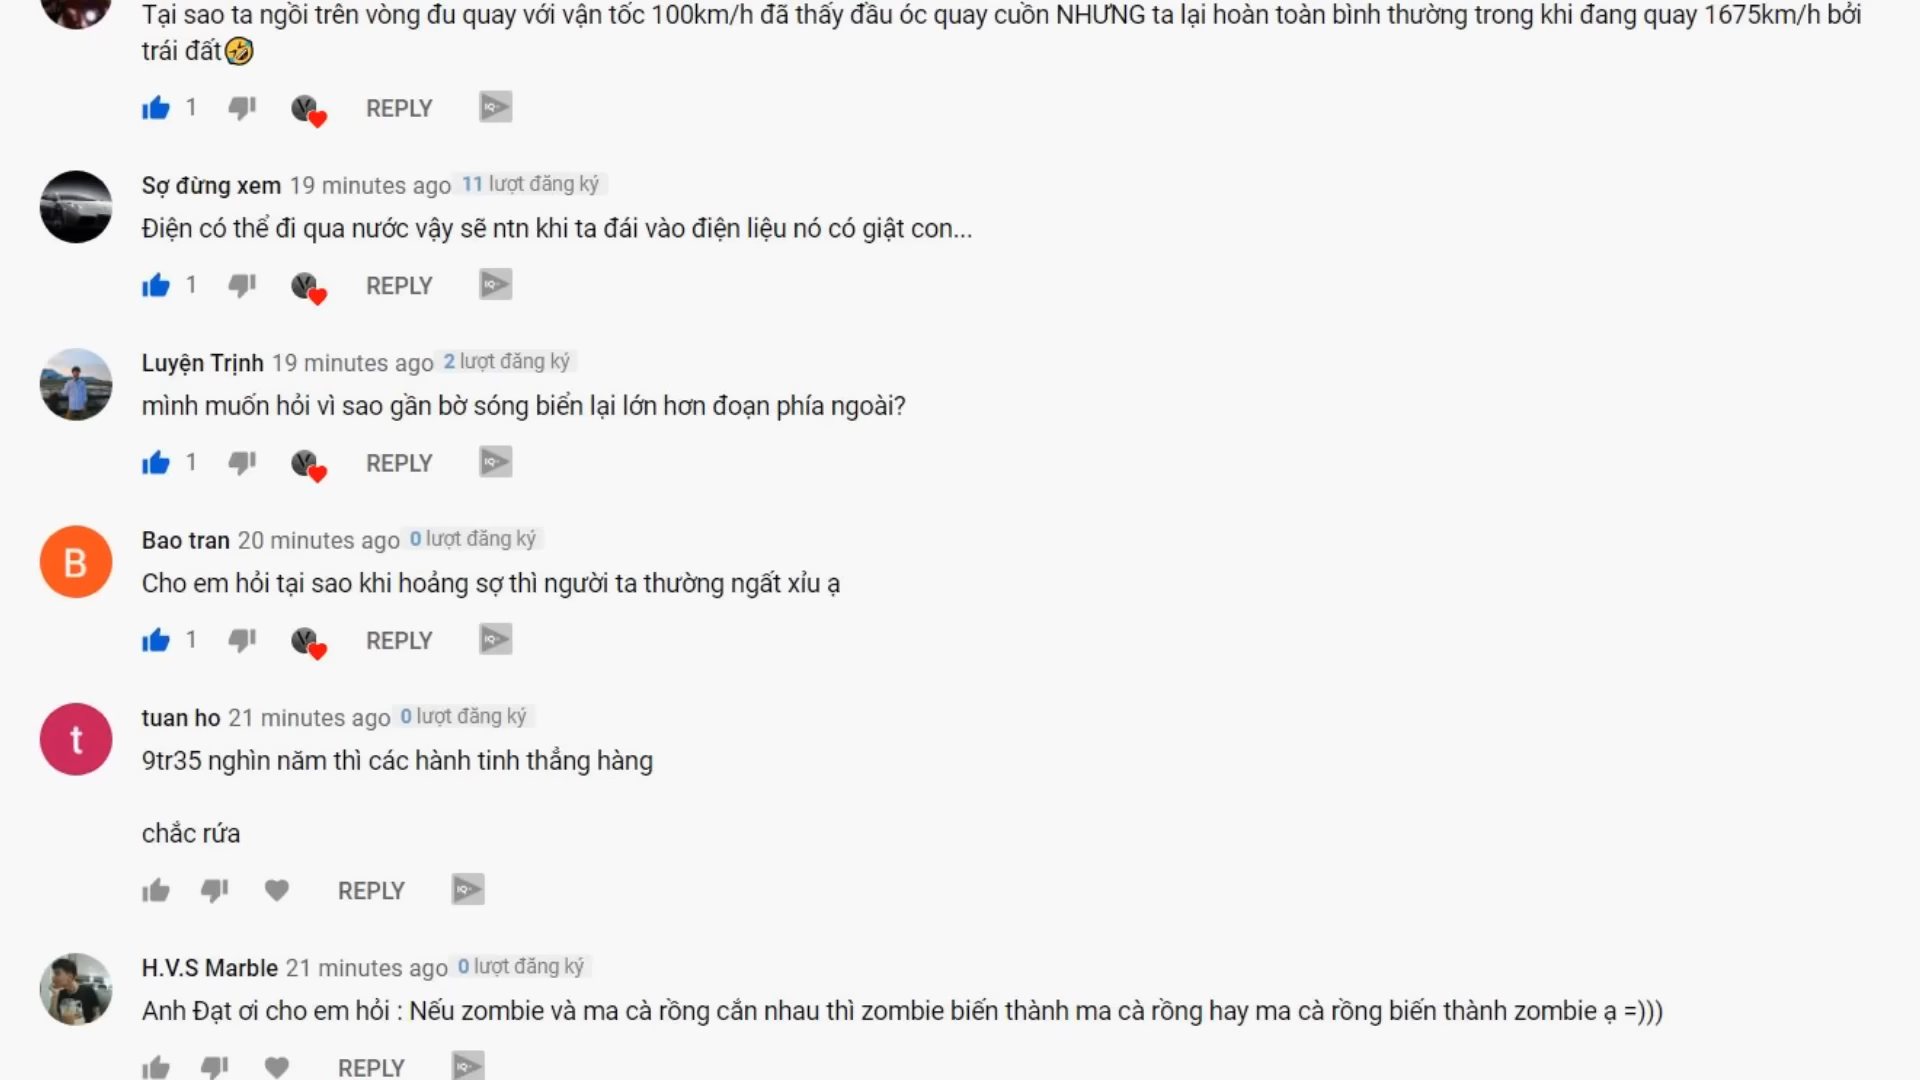 Tại sao ta ngồi trên vòng đu quay với vận tốc 100km/h đã thấy đầu óc quay cuồn NHƯNG ta lại hoàn toàn bình thường trong khi đang quay 1675km/h bởi
trái đất🤣
1 REPLY IQ
Sợ đừng xem 19 minutes ago 11 lượt đăng ký
Điện có thể đi qua nước vậy sẽ ntn khi ta đái vào điện liệu nó có giật con...
1 REPLY IQ
Luyện Trịnh 19 minutes ago 2 lượt đăng ký
mình muốn hỏi vì sao gần bờ sóng biển lại lớn hơn đoạn phía ngoài?
1 REPLY IQ
Bao tran 20 minutes ago 0 lượt đăng ký
B
Cho em hỏi tại sao khi hoảng sợ thì người ta thường ngất xỉu ạ
1 REPLY IQ
tuan ho 21 minutes ago 0 lượt đăng ký
t
9tr35 nghìn năm thì các hành tinh thẳng hàng
chắc rứa
REPLY IQ
H.V.S Marble 21 minutes ago 0 lượt đăng ký
Anh Đạt ơi cho em hỏi : Nếu zombie và ma cà rồng cắn nhau thì zombie biến thành ma cà rồng hay ma cà rồng biến thành zombie ạ =)))
REPLY IQ